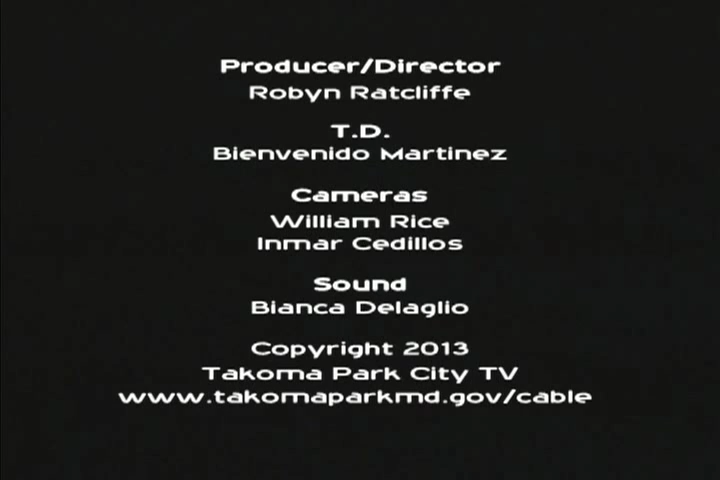 Producer/Director
Robyn Ratcliffe
T.D.
Bienvenido Martinez
Cameras
William Rice
Inmar Cedillos
Sound
Bianca Delaglio
Copyright 2013
Takoma Park City TV
www.takomaparkmd.gov/cable